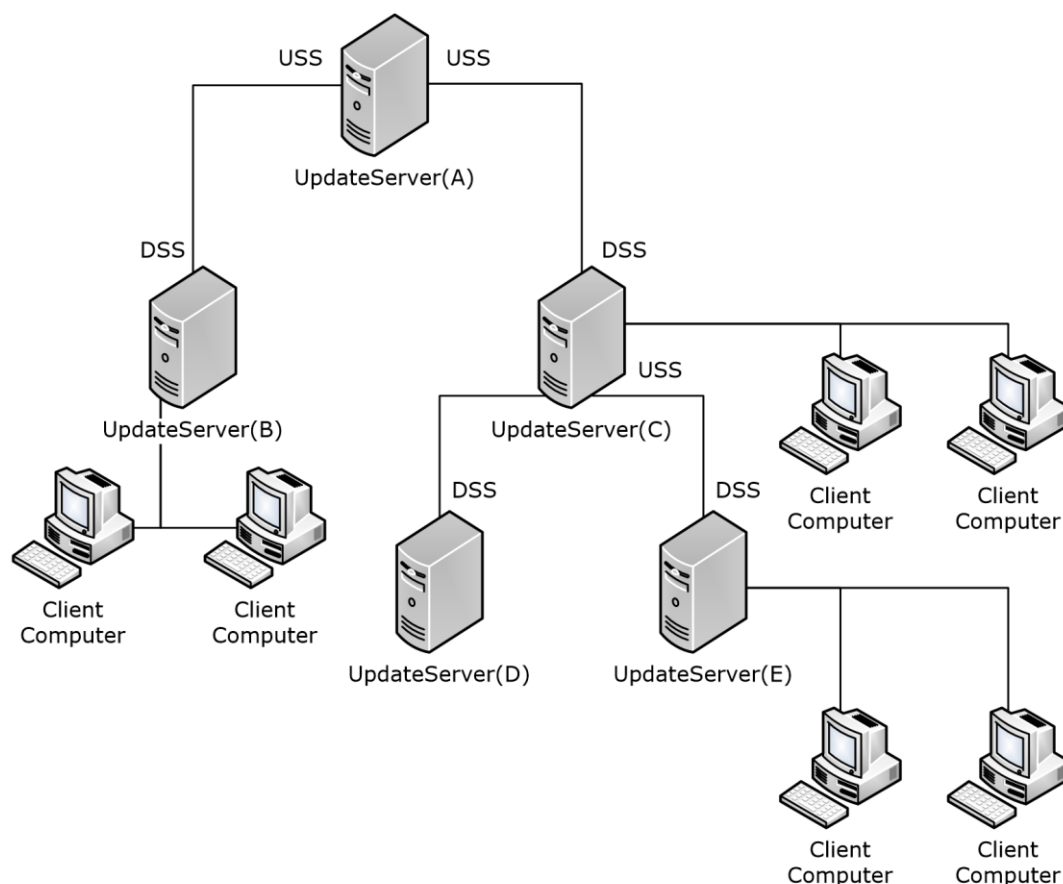 USS USS
UpdateServer(A)
DSS DSS
USS
UpdateServer(B) UpdateServer(C)
DSS DSS
Client
Computer
Client
Computer
Client
Computer
Client
Computer
UpdateServer(D) UpdateServer(E)
Client
Computer
Client
Computer